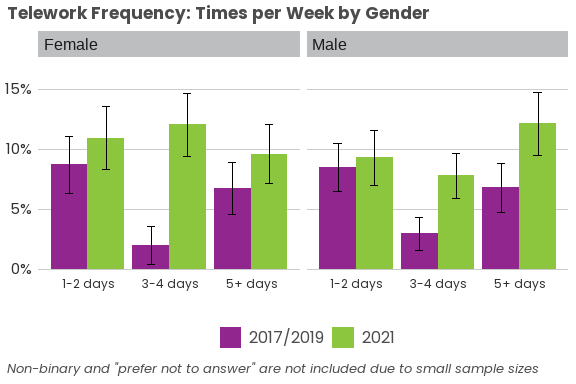 Telework Frequency: Times per Week by Gender
Female
Male
15%
10%
5%
0%
1-2 days 3-4 days 5+ days
1-2 days 3-4 days 5+ days
2017/2019 2021
Non-binary and "prefer not to answer" are not included due to small sample sizes